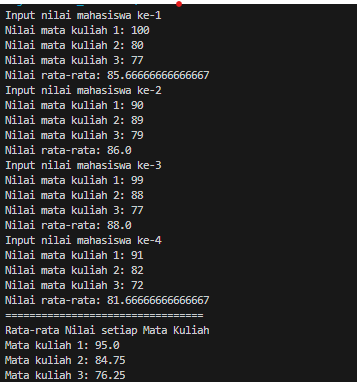 Input nilai mahasiswa ke-1
Nilai mata kuliah 1: 100
Nilai mata kuliah 2: 80
Nilai mata kuliah 3: 77
Nilai rata-rata: 85.66666666666667
Input nilai mahasiswa ke-2
Nilai mata kuliah 1: 90
Nilai mata kuliah 2: 89
Nilai mata kuliah 3: 79
Nilai rata-rata: 86.0
Input nilai mahasiswa ke-3
Nilai mata kuliah 1: 99
Nilai mata kuliah 2: 88
Nilai mata kuliah 3: 77
Nilai rata-rata: 88.0
Input nilai mahasiswa ke-4
Nilai mata kuliah 1: 91
Nilai mata kuliah 2: 82
Nilai mata kuliah 3: 72
Nilai rata-rata: 81.66666666666667
=================================
Rata-rata Nilai setiap Mata Kuliah
Mata kuliah 1: 95.0
Mata kuliah 2: 84.75
Mata kuliah 3: 76.25